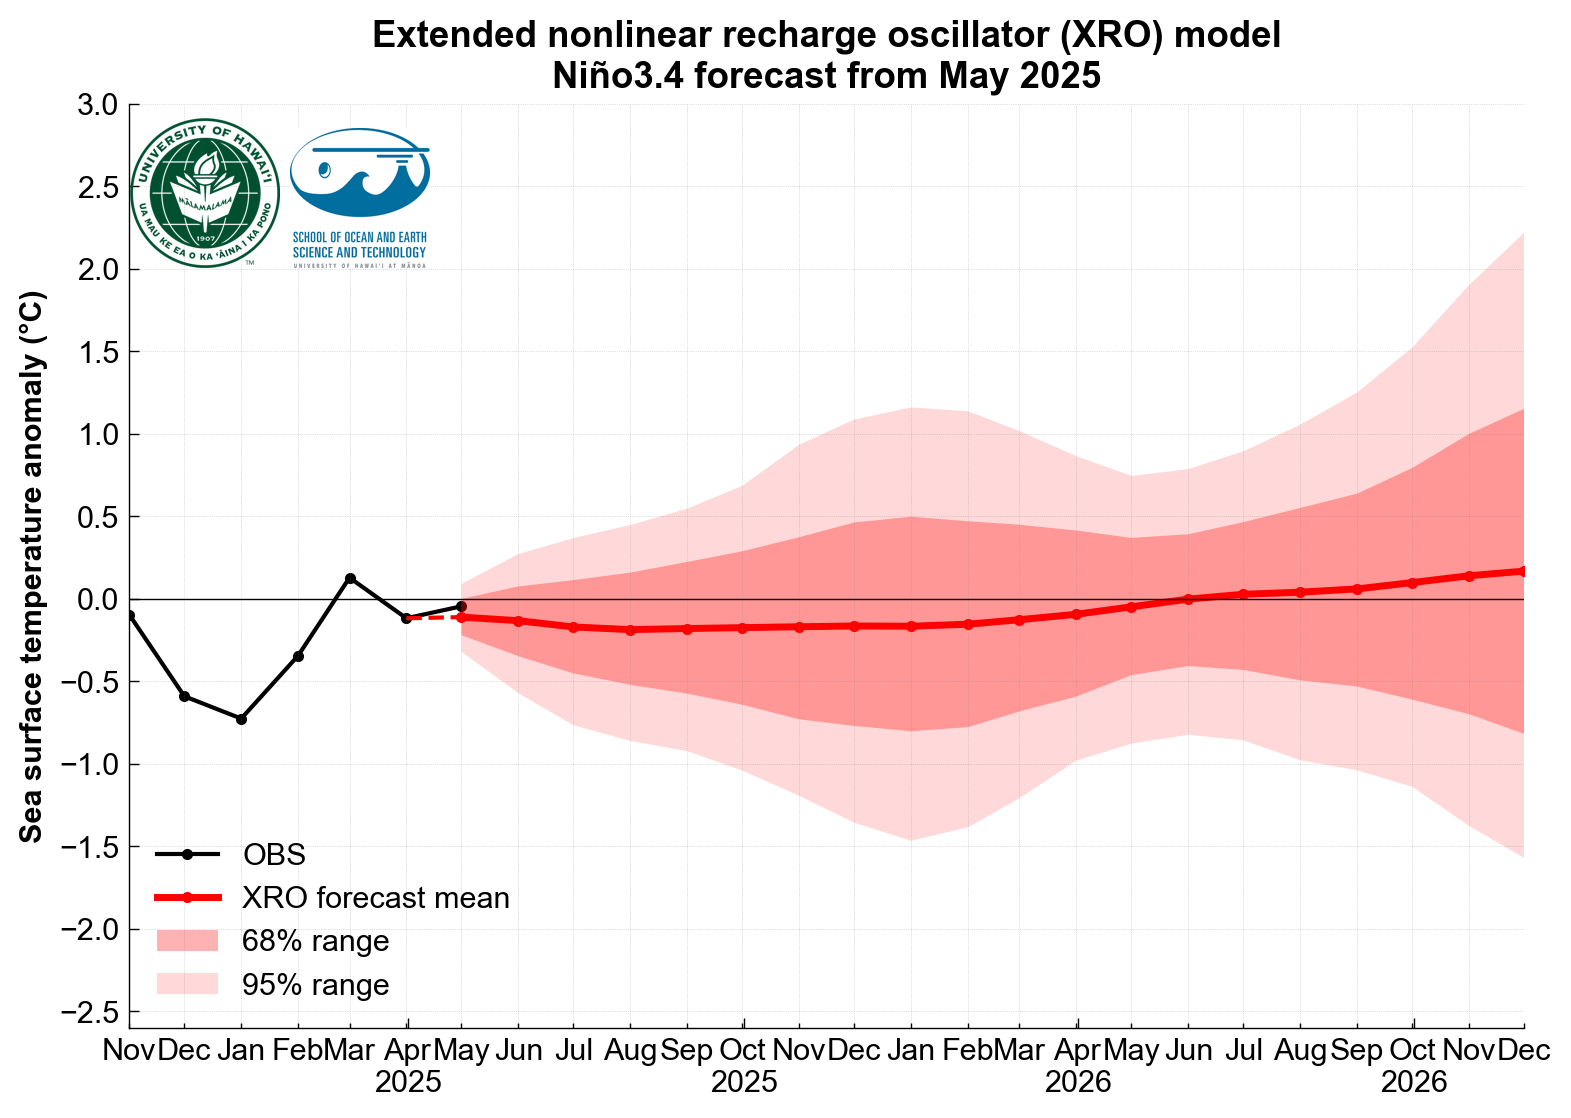 Extended nonlinear recharge oscillator (XRO) model
Niño3.4 forecast from May 2025
UNIVERSITY OF HAWAI‘I
MĀLAMALAMA
1907
UA MAU KE EA O KA ‘ĀINA I KA PONO
TM
SCHOOL OF OCEAN AND EARTH
SCIENCE AND TECHNOLOGY
UNIVERSITY OF HAWAI‘I AT MĀNOA
Sea surface temperature anomaly (°C)
3.0
2.5
2.0
1.5
1.0
0.5
0.0
−0.5
−1.0
−1.5
−2.0
−2.5
OBS
XRO forecast mean
68% range
95% range
Nov Dec Jan Feb Mar Apr May Jun Jul Aug Sep Oct Nov Dec Jan Feb Mar Apr May Jun Jul Aug Sep Oct Nov Dec
2025 2025 2026 2026